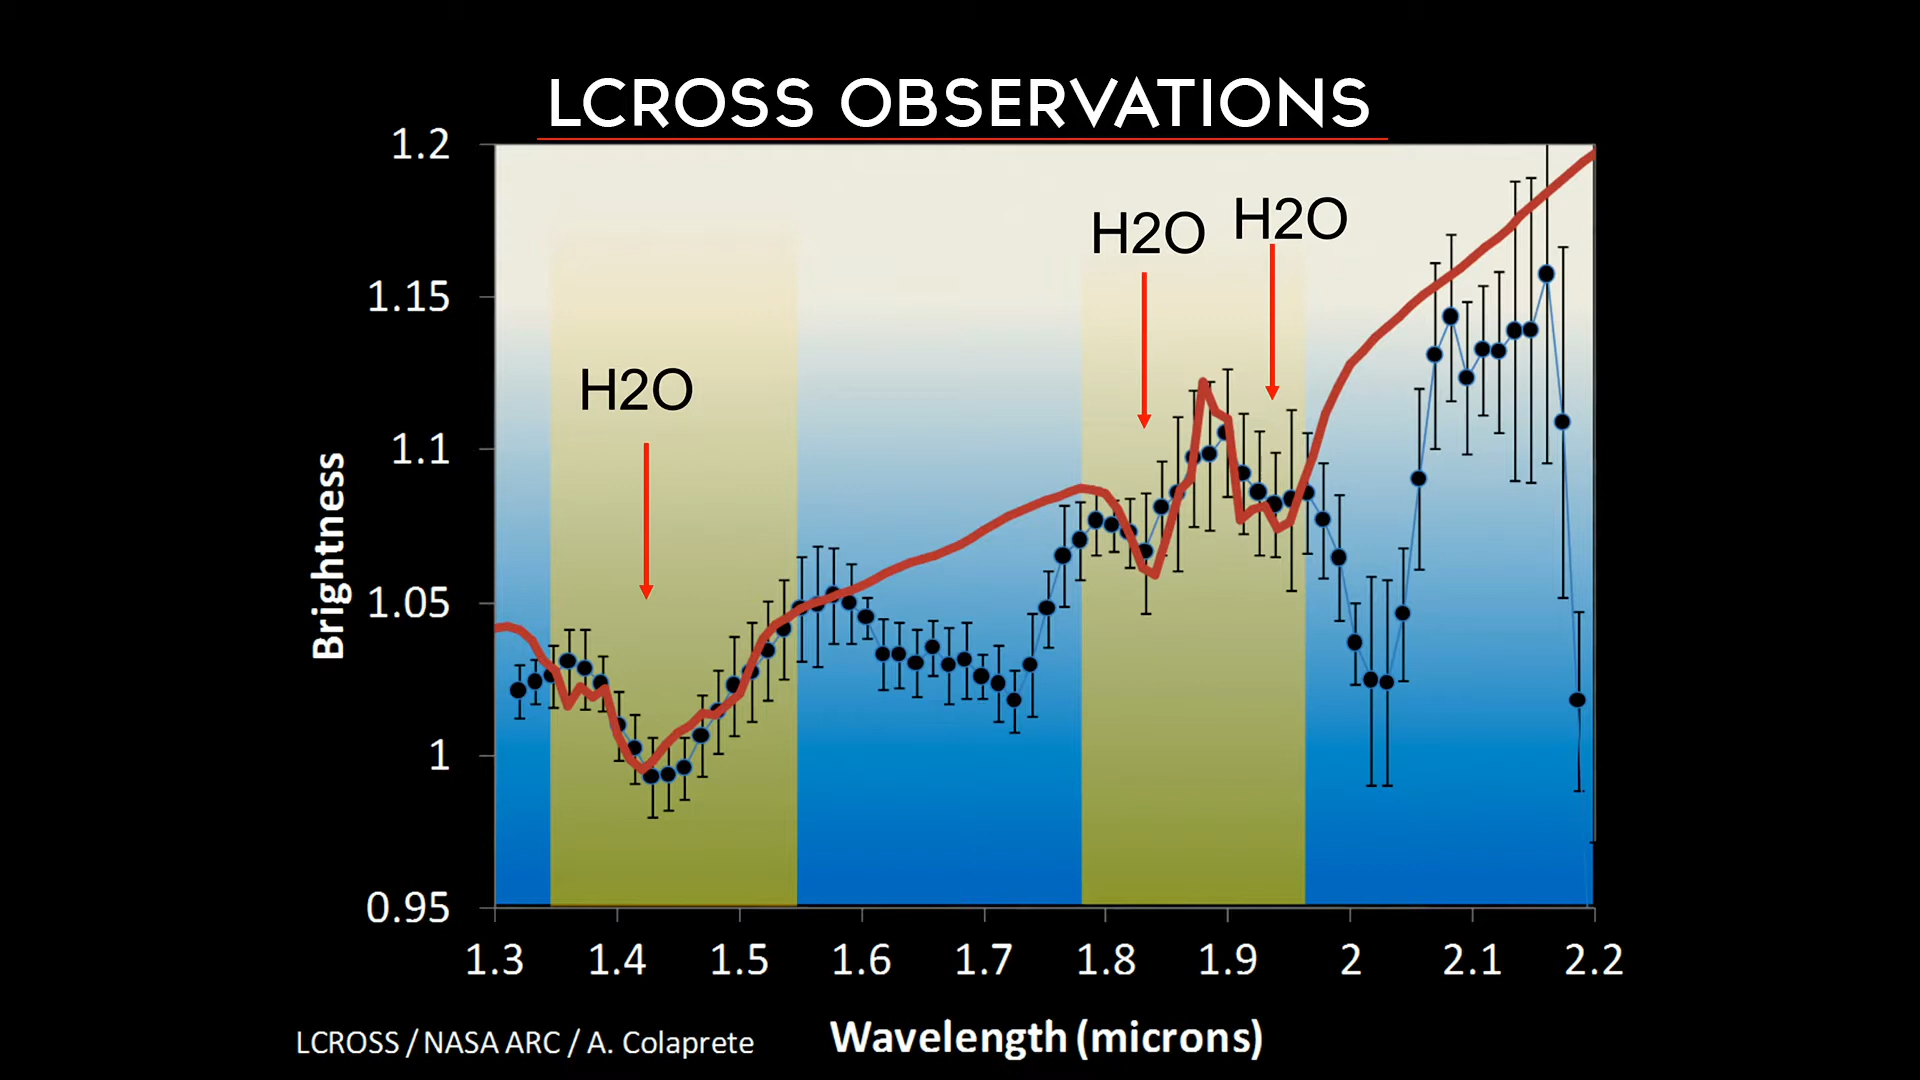 LCROSS OBSERVATIONS
1.2
1.15
1.1
1.05
1
0.95
Brightness
H2O
H2O
H2O
1.3 1.4 1.5 1.6 1.7 1.8 1.9 2 2.1 2.2
Wavelength (microns)
LCROSS / NASA ARC / A. Colaprete